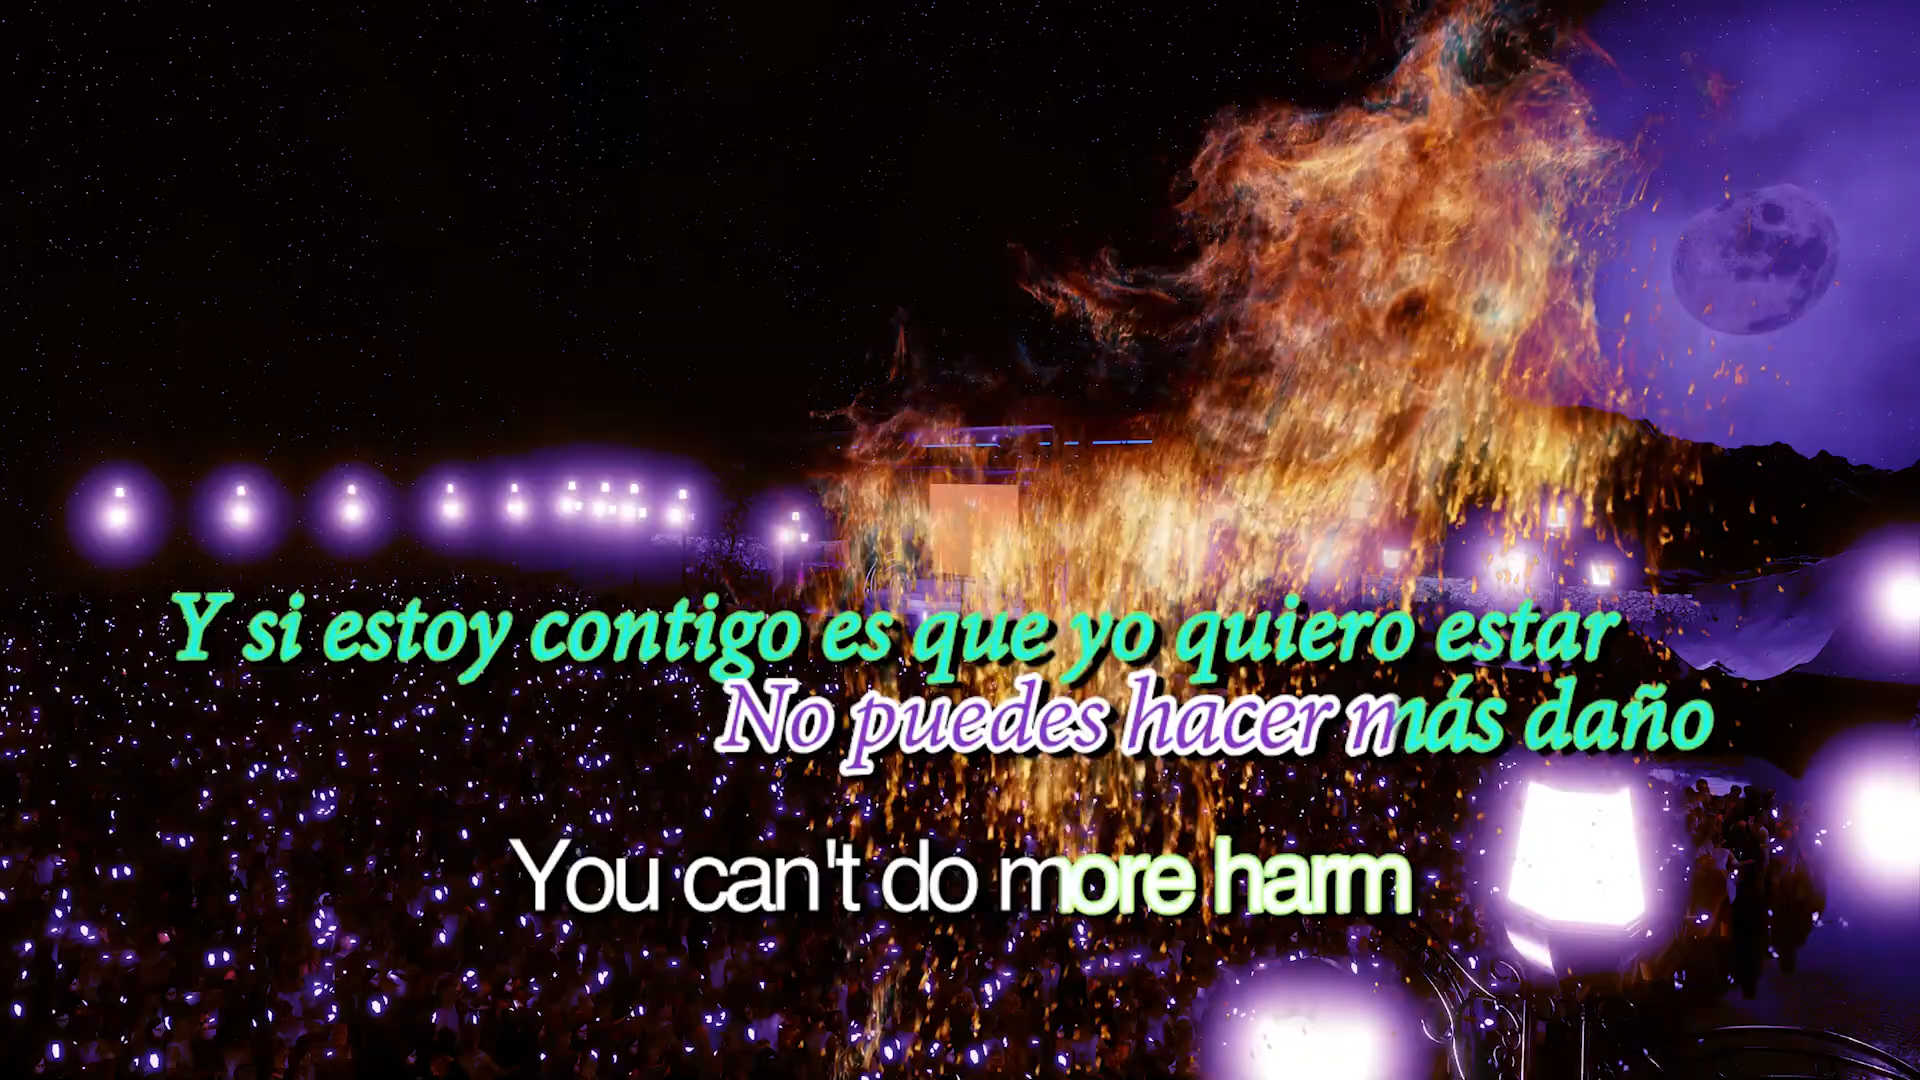 Y si estoy contigo es que yo quiero estar
No puedes hacer más daño
You can't do more harm